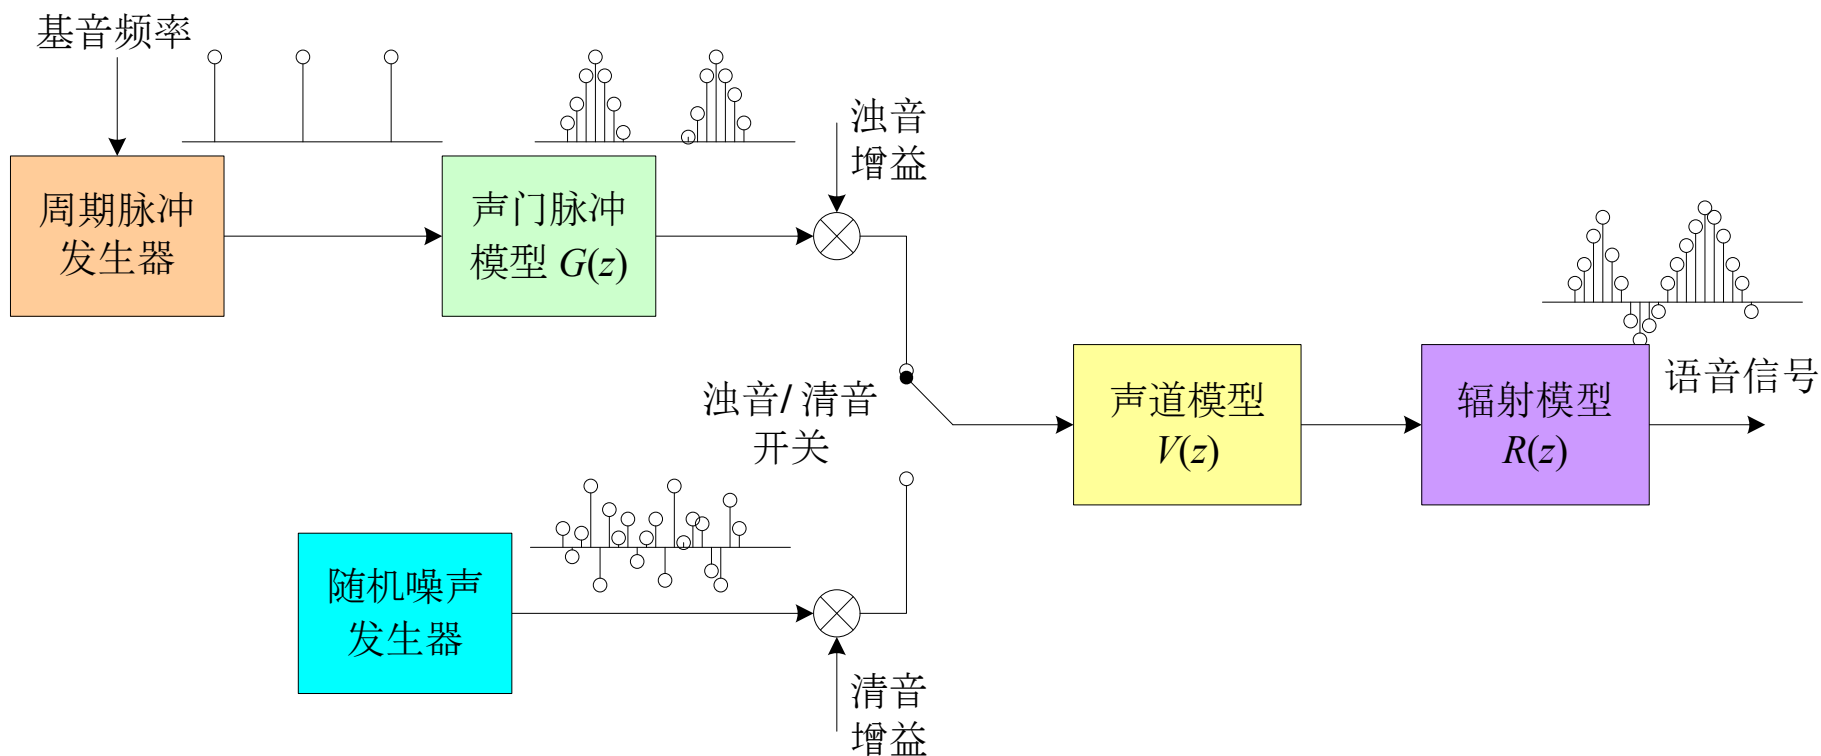 基音频率
周期脉冲
发生器
声门脉冲
模型 G(z)
浊音
增益
浊音/清音
开关
声道模型
V(z)
辐射模型
R(z)
语音信号
随机噪声
发生器
清音
增益